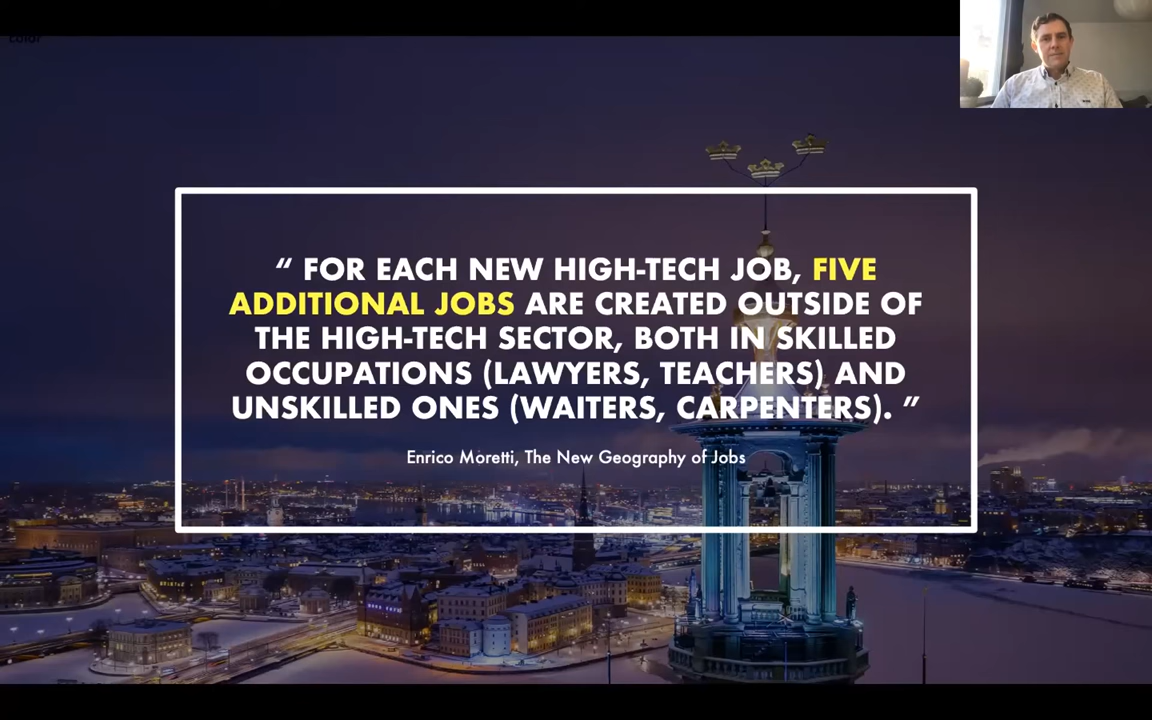 color
“ FOR EACH NEW HIGH-TECH JOB, FIVE
ADDITIONAL JOBS ARE CREATED OUTSIDE OF
THE HIGH-TECH SECTOR, BOTH IN SKILLED
OCCUPATIONS (LAWYERS, TEACHERS) AND
UNSKILLED ONES (WAITERS, CARPENTERS). ”
Enrico Moretti, The New Geography of Jobs